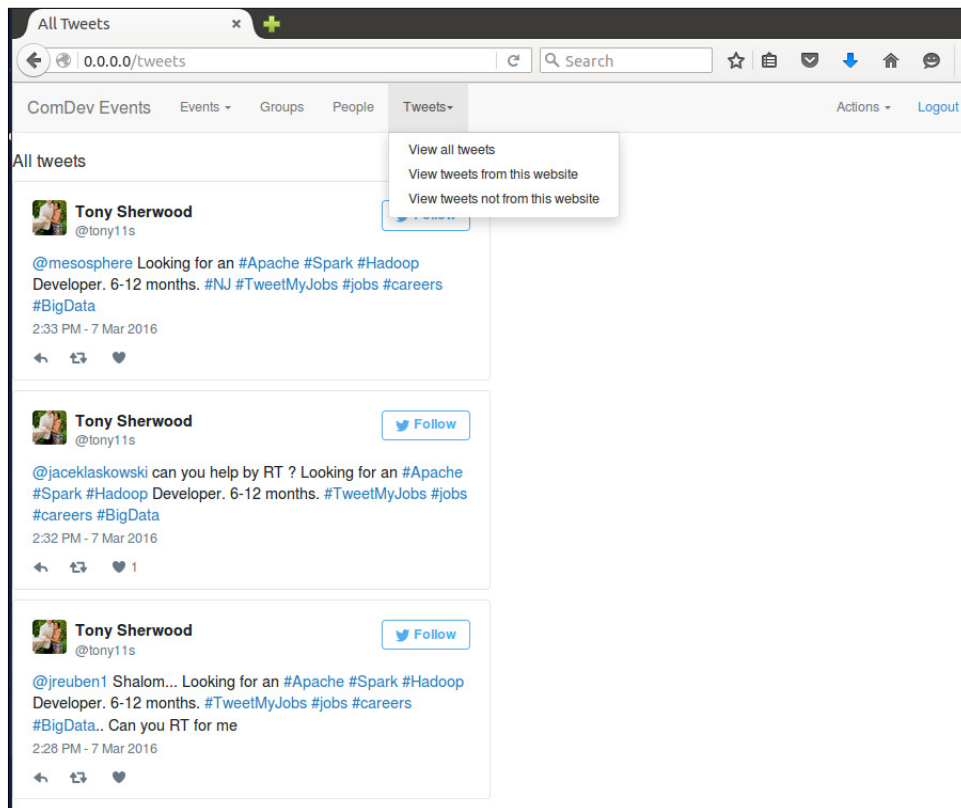 All Tweets
0.0.0.0/tweets
Search
ComDev Events Events Groups People Tweets Actions Logout
View all tweets
View tweets from this website
View tweets not from this website
All tweets
Tony Sherwood
@tony11s
Follow
@mesosphere Looking for an #Apache #Spark #Hadoop
Developer. 6-12 months. #NJ #TweetMyJobs #jobs #careers
#BigData
2:33 PM - 7 Mar 2016
Tony Sherwood
@tony11s
Follow
@jaceklaskowski can you help by RT ? Looking for an #Apache
#Spark #Hadoop Developer. 6-12 months. #TweetMyJobs #jobs
#careers #BigData
2:32 PM - 7 Mar 2016
1
Tony Sherwood
@tony11s
Follow
@jreuben1 Shalom... Looking for an #Apache #Spark #Hadoop
Developer. 6-12 months. #TweetMyJobs #jobs #careers
#BigData.. Can you RT for me
2:28 PM - 7 Mar 2016